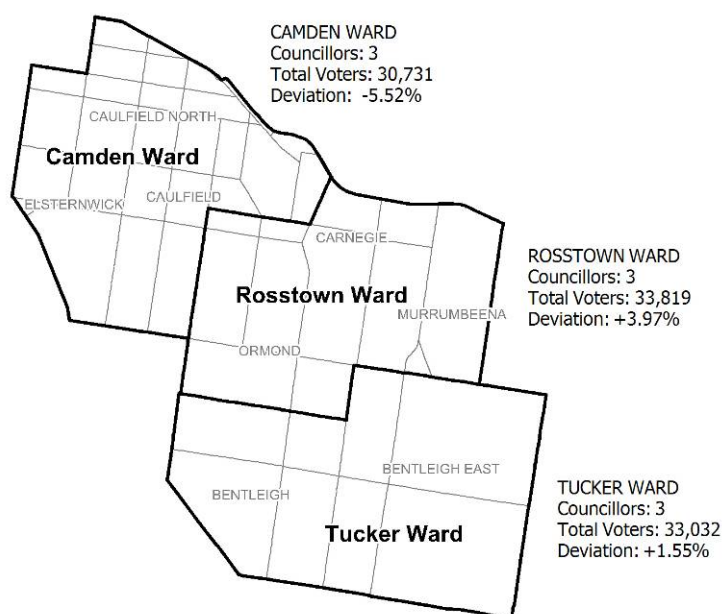 CAMDEN WARD
Councillors: 3
Total Voters: 30,731
Deviation: -5.52%
CAULFIELD NORTH
Camden Ward
ELSTERNWICK
CAULFIELD
CARNEGIE
ROSSTOWN WARD
Councillors: 3
Total Voters: 33,819
Deviation: +3.97%
Rosstown Ward
MURRUMBEENA
ORMOND
BENTLEIGH EAST
BENTLEIGH
TUCKER WARD
Councillors: 3
Total Voters: 33,032
Deviation: +1.55%
Tucker Ward